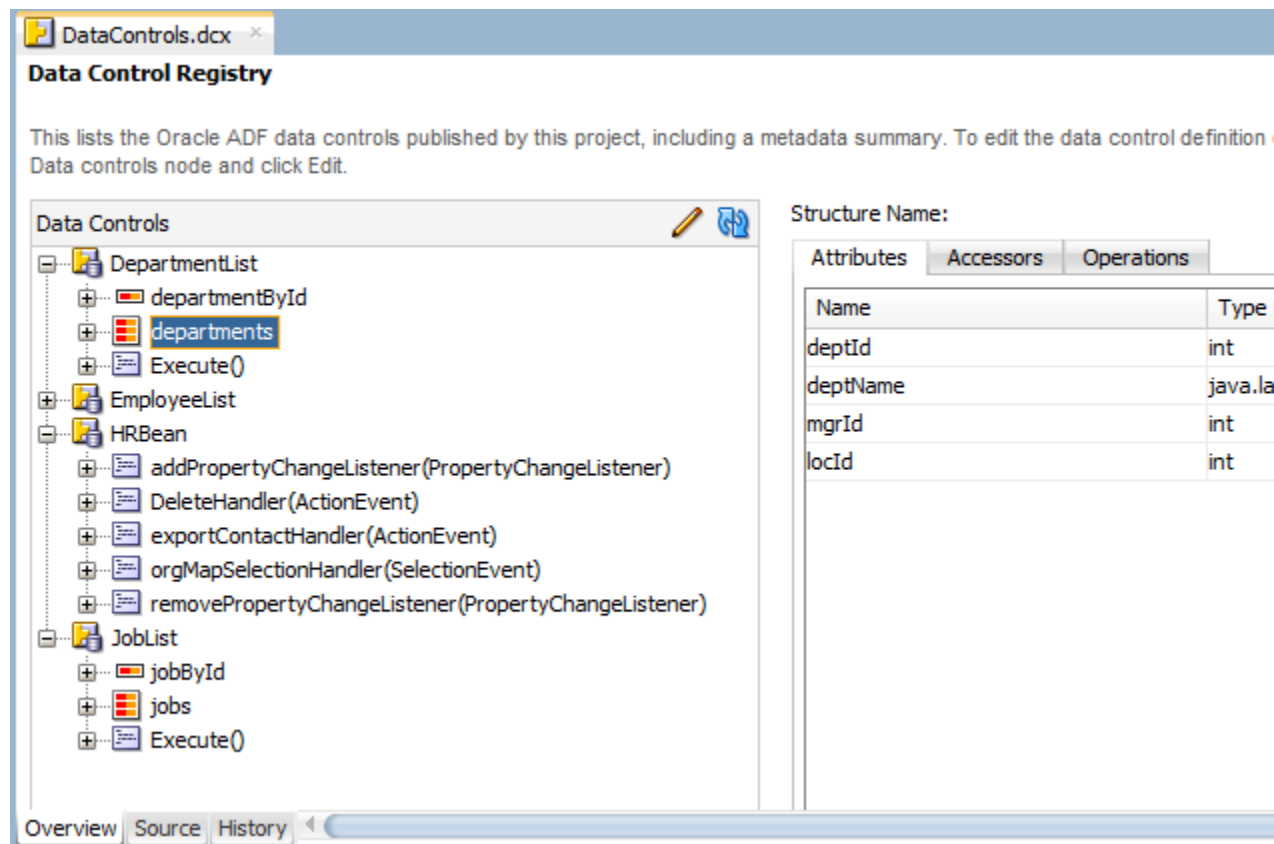 DataControls.dcx
Data Control Registry
This lists the Oracle ADF data controls published by this project, including a metadata summary. To edit the data control definition
Data controls node and click Edit.
Data Controls
DepartmentList
departmentById
departments
Execute()
EmployeeList
HRBean
addPropertyChangeListener(PropertyChangeListener)
DeleteHandler(ActionEvent)
exportContactHandler(ActionEvent)
orgMapSelectionHandler(SelectionEvent)
removePropertyChangeListener(PropertyChangeListener)
JobList
jobById
jobs
Execute()
Structure Name:
Attributes Accessors Operations
Name Type
deptId int
deptName java.la
mgrId int
locId int
Overview Source History